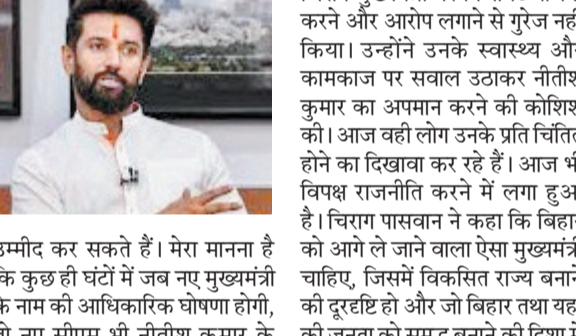 उम्मीद कर सकते हैं। मेरा मानना है
कि कुछ ही घंटों में जब नए मुख्यमंत्री
के नाम की आधिकारिक घोषणा होगी,
करने और आरोप लगाने से गुरेज नहीं
किया। उन्होंने उनके स्वास्थ्य और
कामकाज पर सवाल उठाकर नीतीश
कुमार का अपमान करने की कोशिश
की। आज वही लोग उनके प्रति चिंतित
होने का दिखावा कर रहे हैं। आज भी
विपक्ष राजनीति करने में लगा हुआ
है। चिराग पासवान ने कहा कि बिहार
को आगे ले जाने वाला ऐसा मुख्यमंत्री
चाहिए, जिसमें विकसित राज्य बनाने
की दूरदृष्टि हो और जो बिहार तथा यहां